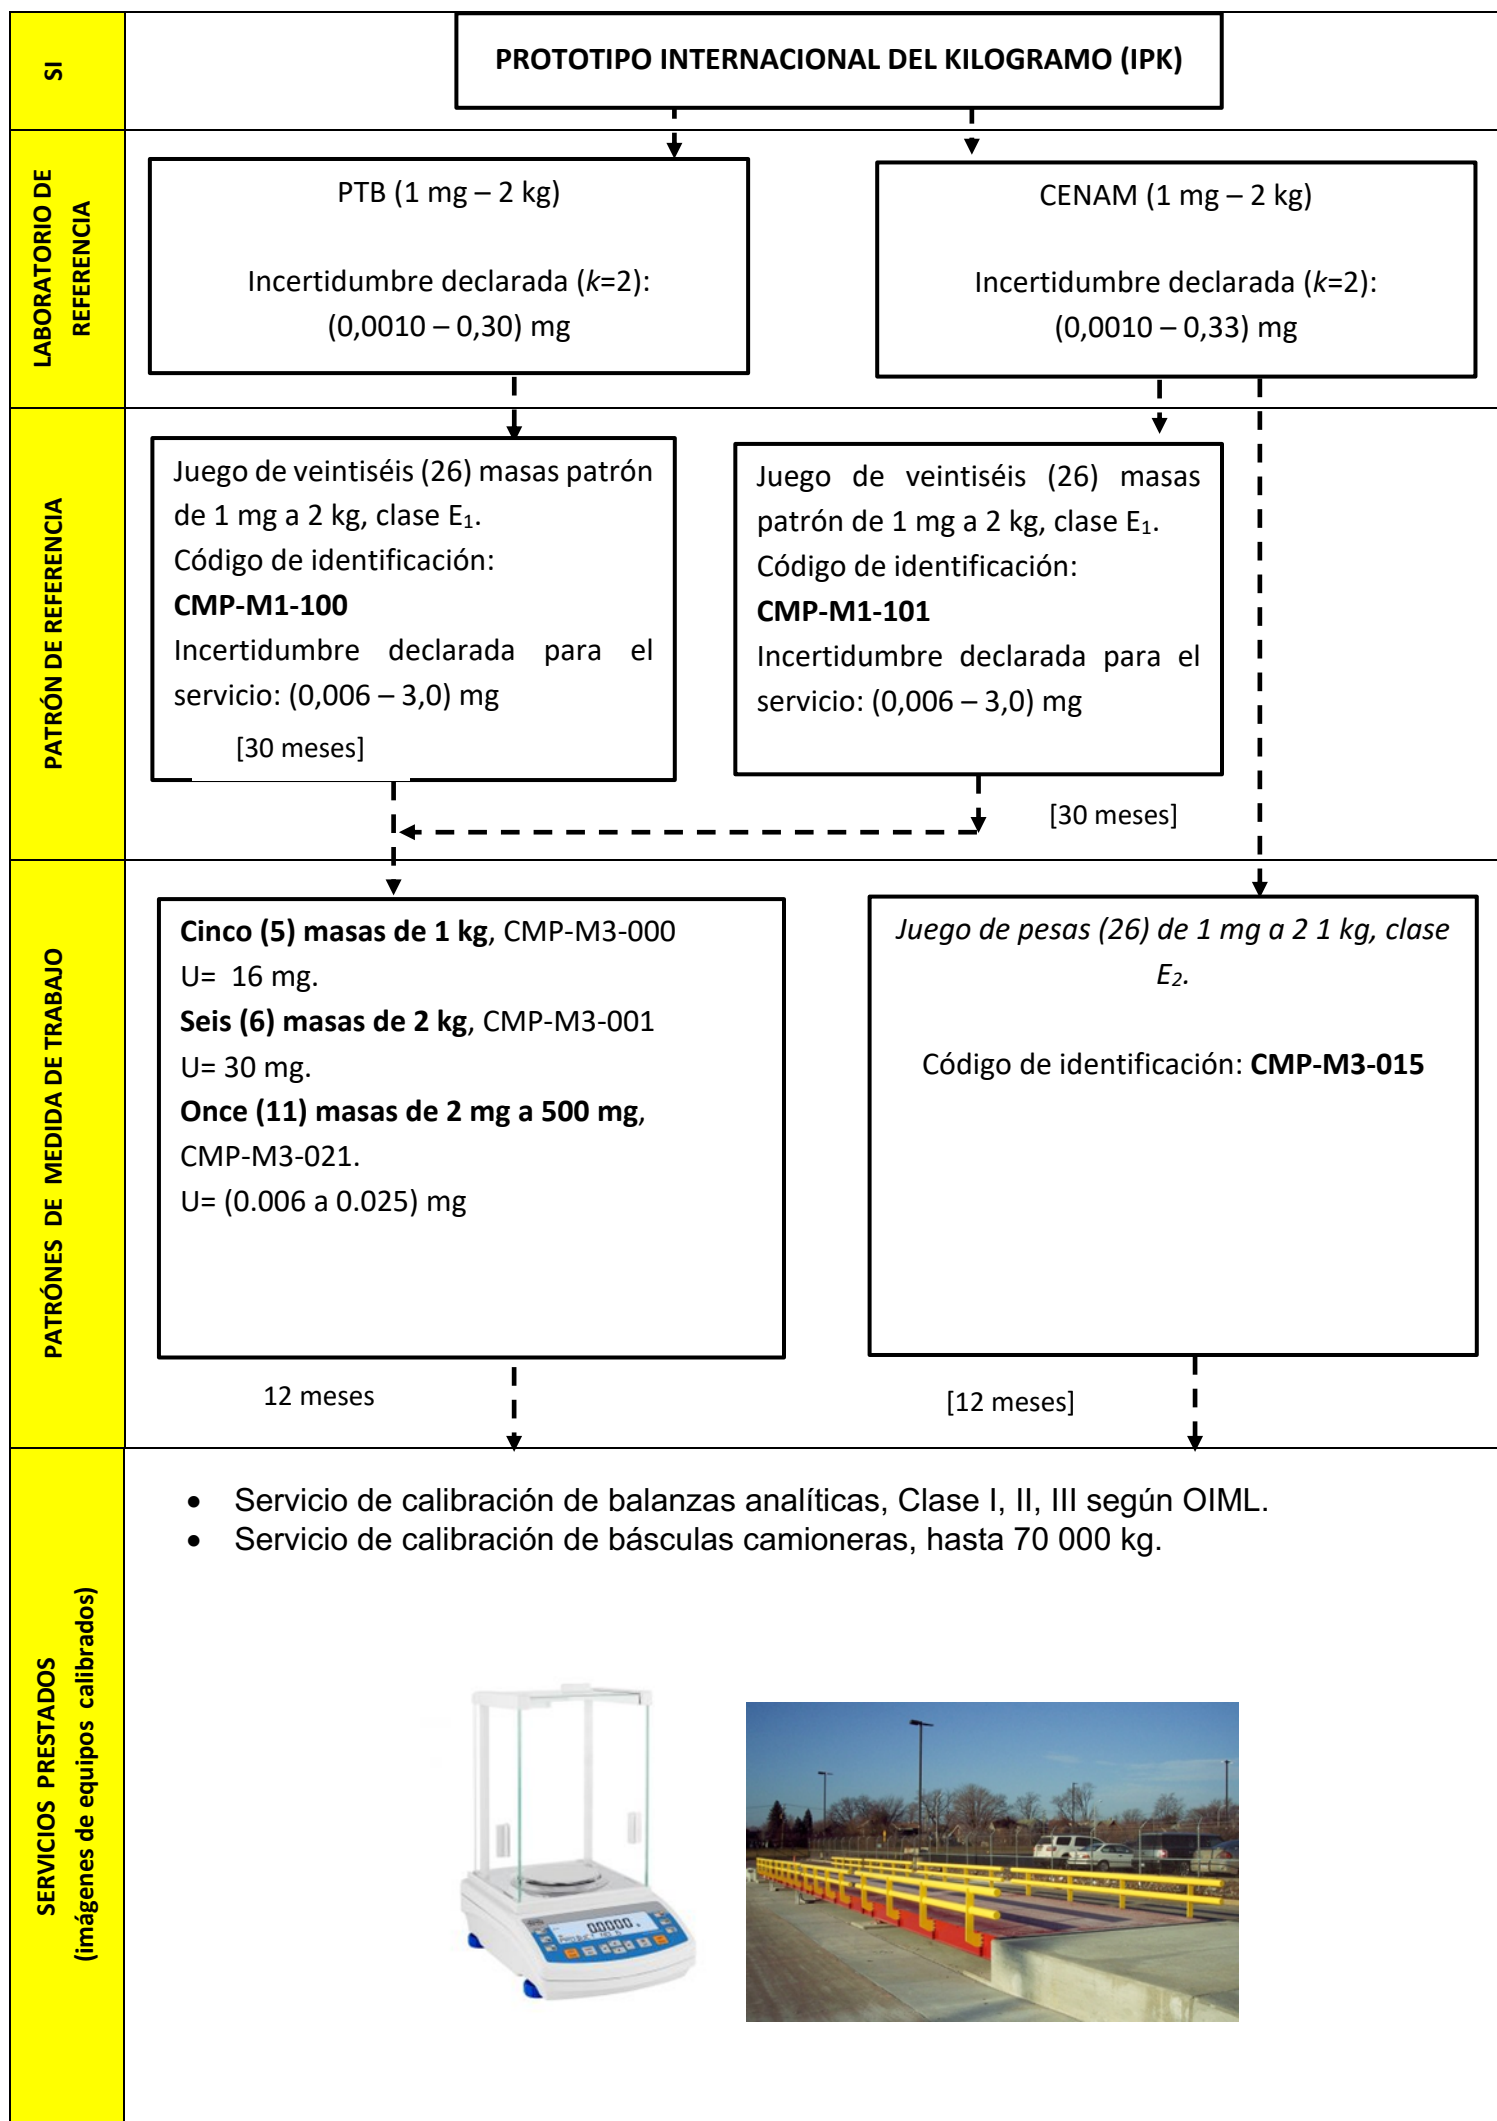 SI
PROTOTIPO INTERNACIONAL DEL KILOGRAMO (IPK)
LABORATORIO DE
REFERENCIA
PTB (1 mg – 2 kg)
Incertidumbre declarada (k=2):
(0,0010 – 0,30) mg
CENAM (1 mg – 2 kg)
Incertidumbre declarada (k=2):
(0,0010 – 0,33) mg
PATRÓN DE REFERENCIA
Juego de veintiséis (26) masas patrón
de 1 mg a 2 kg, clase E₁.
Código de identificación:
CMP-M1-100
Incertidumbre declarada para el
servicio: (0,006 – 3,0) mg
[30 meses]
Juego de veintiséis (26) masas
patrón de 1 mg a 2 kg, clase E₁.
Código de identificación:
CMP-M1-101
Incertidumbre declarada para el
servicio: (0,006 – 3,0) mg
[30 meses]
PATRÓNES DE MEDIDA DE TRABAJO
Cinco (5) masas de 1 kg, CMP-M3-000
U= 16 mg.
Seis (6) masas de 2 kg, CMP-M3-001
U= 30 mg.
Once (11) masas de 2 mg a 500 mg,
CMP-M3-021.
U= (0.006 a 0.025) mg
12 meses
Juego de pesas (26) de 1 mg a 2 1 kg, clase
E₂.
Código de identificación: CMP-M3-015
[12 meses]
SERVICIOS PRESTADOS
(imágenes de equipos calibrados)
• Servicio de calibración de balanzas analíticas, Clase I, II, III según OIML.
• Servicio de calibración de básculas camioneras, hasta 70 000 kg.
0.0000